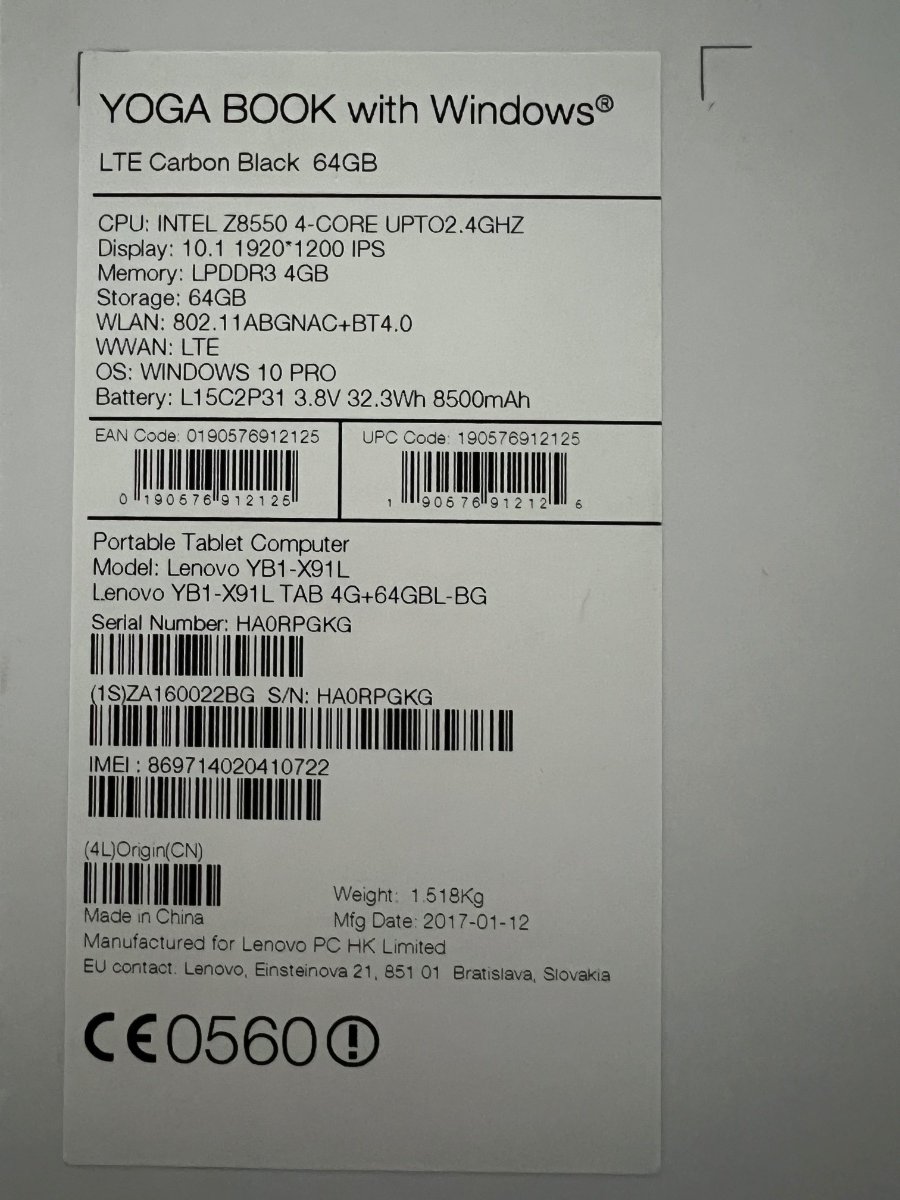 YOGA BOOK with Windows®
LTE Carbon Black 64GB
CPU: INTEL Z8550 4-CORE UPTO2.4GHZ
Display: 10.1 1920*1200 IPS
Memory: LPDDR3 4GB
Storage: 64GB
WLAN: 802.11ABGNAC+BT4.0
WWAN: LTE
OS: WINDOWS 10 PRO
Battery: L15C2P31 3.8V 32.3Wh 8500mAh
EAN Code: 0190576912125
0 190576 912125
UPC Code: 190576912125
1 90576 91212 5
Portable Tablet Computer
Model: Lenovo YB1-X91L
Lenovo YB1-X91L TAB 4G+64GBL-BG
Serial Number: HA0RPGKG
(1S)ZA160022BG S/N: HA0RPGKG
IMEI : 869714020410722
(4L)Origin(CN)
Made in China
Weight: 1.518Kg
Mfg Date: 2017-01-12
Manufactured for Lenovo PC HK Limited
EU contact: Lenovo, Einsteinova 21, 851 01 Bratislava, Slovakia
CE0560